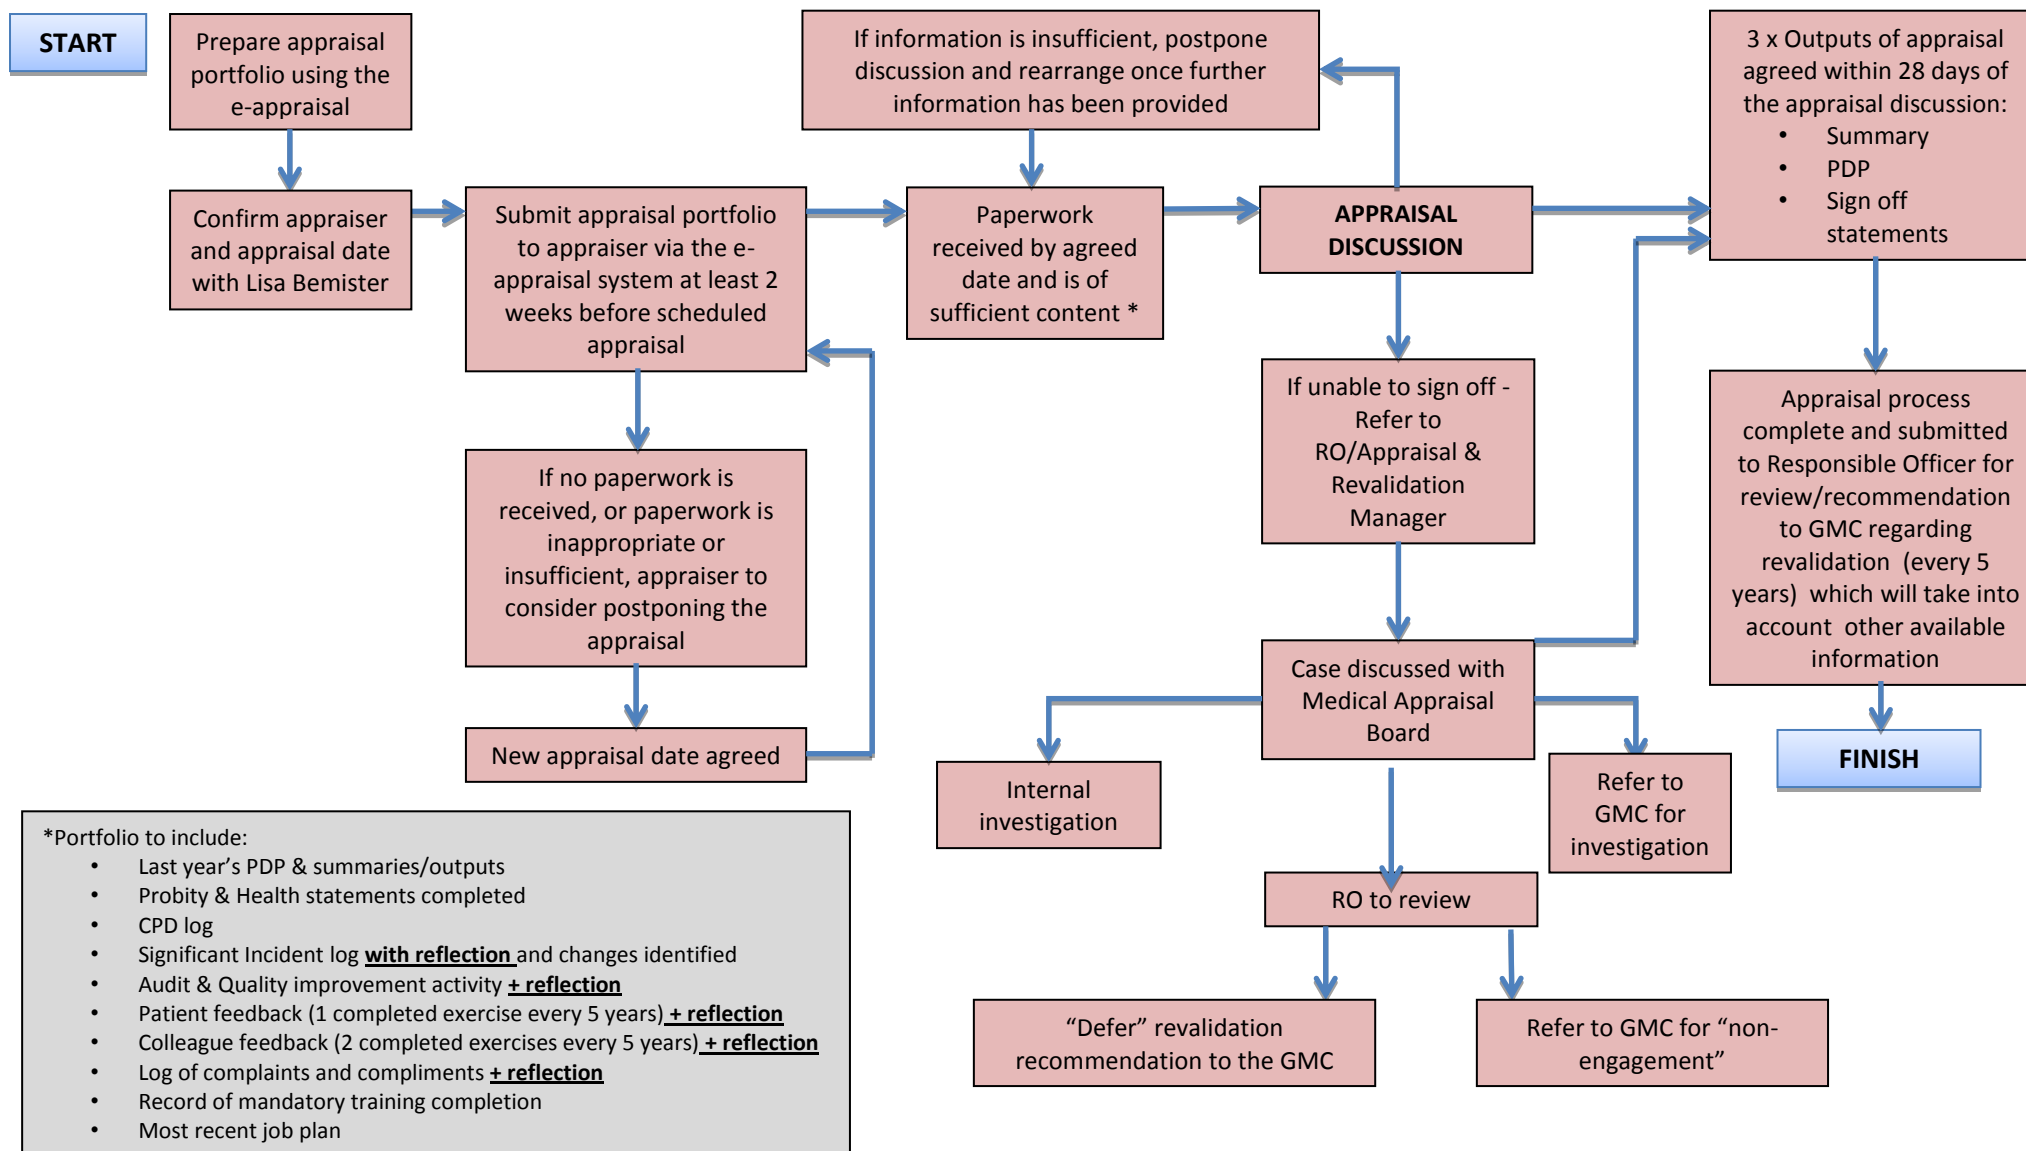 START
Prepare appraisal
portfolio using the
e-appraisal
Confirm appraiser
and appraisal date
with Lisa Bemister
Submit appraisal portfolio
to appraiser via the e-
appraisal system at least 2
weeks before scheduled
appraisal
If no paperwork is
received, or paperwork is
inappropriate or
insufficient, appraiser to
consider postponing the
appraisal
New appraisal date agreed
If information is insufficient, postpone
discussion and rearrange once further
information has been provided
Paperwork
received by agreed
date and is of
sufficient content *
APPRAISAL
DISCUSSION
If unable to sign off -
Refer to
RO/Appraisal &
Revalidation
Manager
Case discussed with
Medical Appraisal
Board
Internal
investigation
Refer to
GMC for
investigation
RO to review
“Defer” revalidation
recommendation to the GMC
Refer to GMC for “non-
engagement”
3 x Outputs of appraisal
agreed within 28 days of
the appraisal discussion:
• Summary
• PDP
• Sign off
statements
Appraisal process
complete and submitted
to Responsible Officer for
review/recommendation
to GMC regarding
revalidation (every 5
years) which will take into
account other available
information
FINISH
*Portfolio to include:
• Last year’s PDP & summaries/outputs
• Probity & Health statements completed
• CPD log
• Significant Incident log with reflection and changes identified
• Audit & Quality improvement activity + reflection
• Patient feedback (1 completed exercise every 5 years) + reflection
• Colleague feedback (2 completed exercises every 5 years) + reflection
• Log of complaints and compliments + reflection
• Record of mandatory training completion
• Most recent job plan